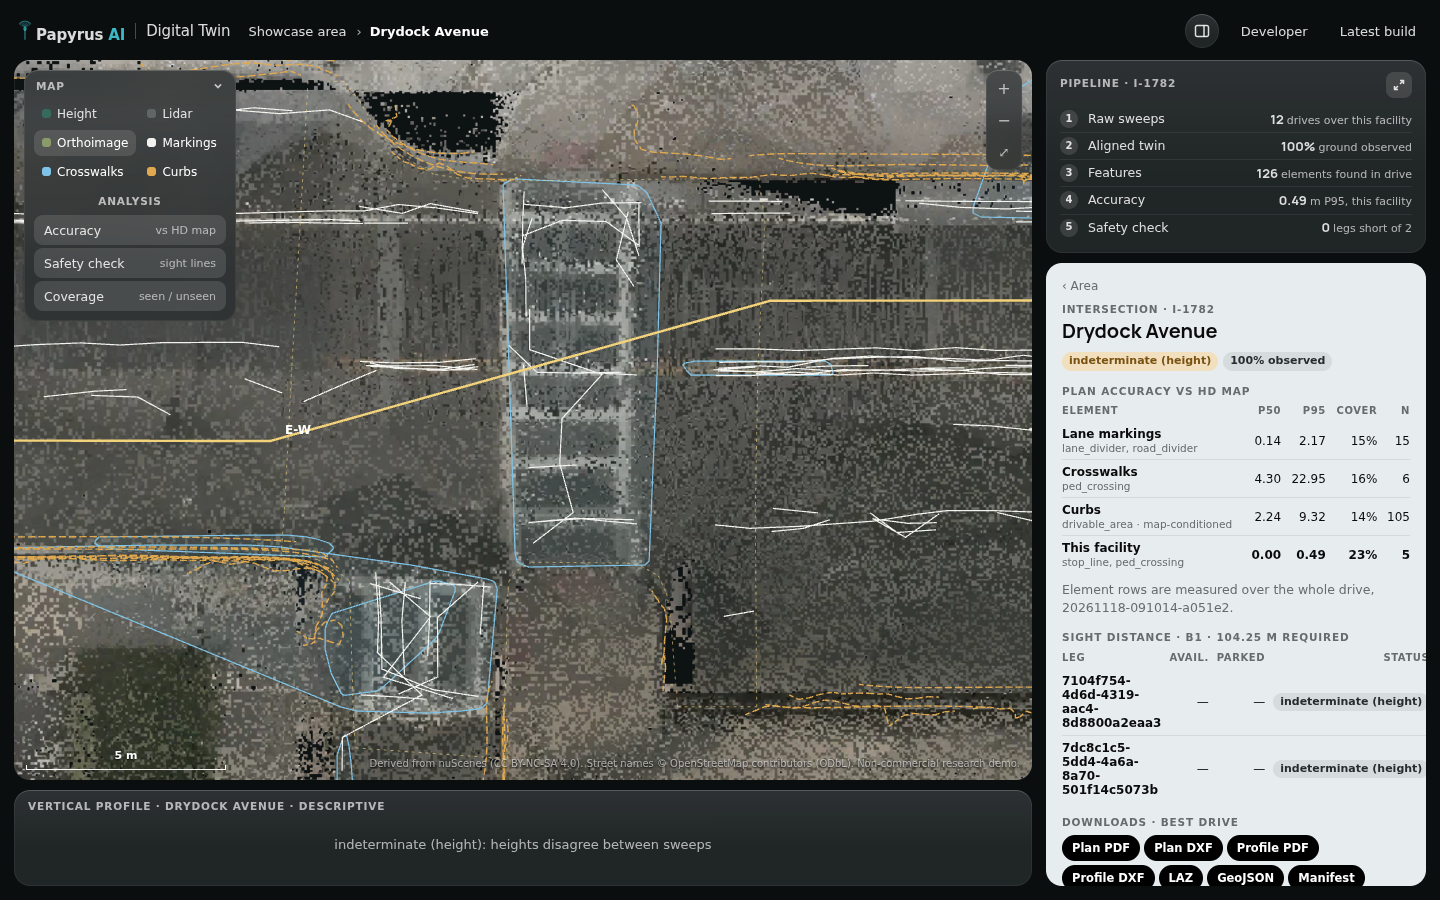 Papyrus AI
Digital Twin
Showcase area › Drydock Avenue
Developer
Latest build
MAP
Height
Lidar
Orthoimage
Markings
Crosswalks
Curbs
ANALYSIS
Accuracy vs HD map
Safety check sight lines
Coverage seen / unseen
+
−
E-W
5 m
Derived from nuScenes (CC BY-NC-SA 4.0). Street names © OpenStreetMap contributors (ODbL). Non-commercial research demo.
VERTICAL PROFILE · DRYDOCK AVENUE · DESCRIPTIVE
indeterminate (height): heights disagree between sweeps
PIPELINE · I-1782
1 Raw sweeps 12 drives over this facility
2 Aligned twin 100% ground observed
3 Features 126 elements found in drive
4 Accuracy 0.49 m P95, this facility
5 Safety check 0 legs short of 2
‹ Area
INTERSECTION · I-1782
Drydock Avenue
indeterminate (height) 100% observed
PLAN ACCURACY VS HD MAP
ELEMENT P50 P95 COVER N
Lane markings 0.14 2.17 15% 15
lane_divider, road_divider
Crosswalks 4.30 22.95 16% 6
ped_crossing
Curbs 2.24 9.32 14% 105
drivable_area · map-conditioned
This facility 0.00 0.49 23% 5
stop_line, ped_crossing
Element rows are measured over the whole drive,
20261118-091014-a051e2.
SIGHT DISTANCE · B1 · 104.25 M REQUIRED
LEG AVAIL. PARKED STATUS
7104f754-
4d6d-4319-
aac4-
8d8800a2eaa3
— — indeterminate (height)
7dc8c1c5-
5dd4-4a6a-
8a70-
501f14c5073b
— — indeterminate (height)
DOWNLOADS · BEST DRIVE
Plan PDF Plan DXF Profile PDF
Profile DXF LAZ GeoJSON Manifest